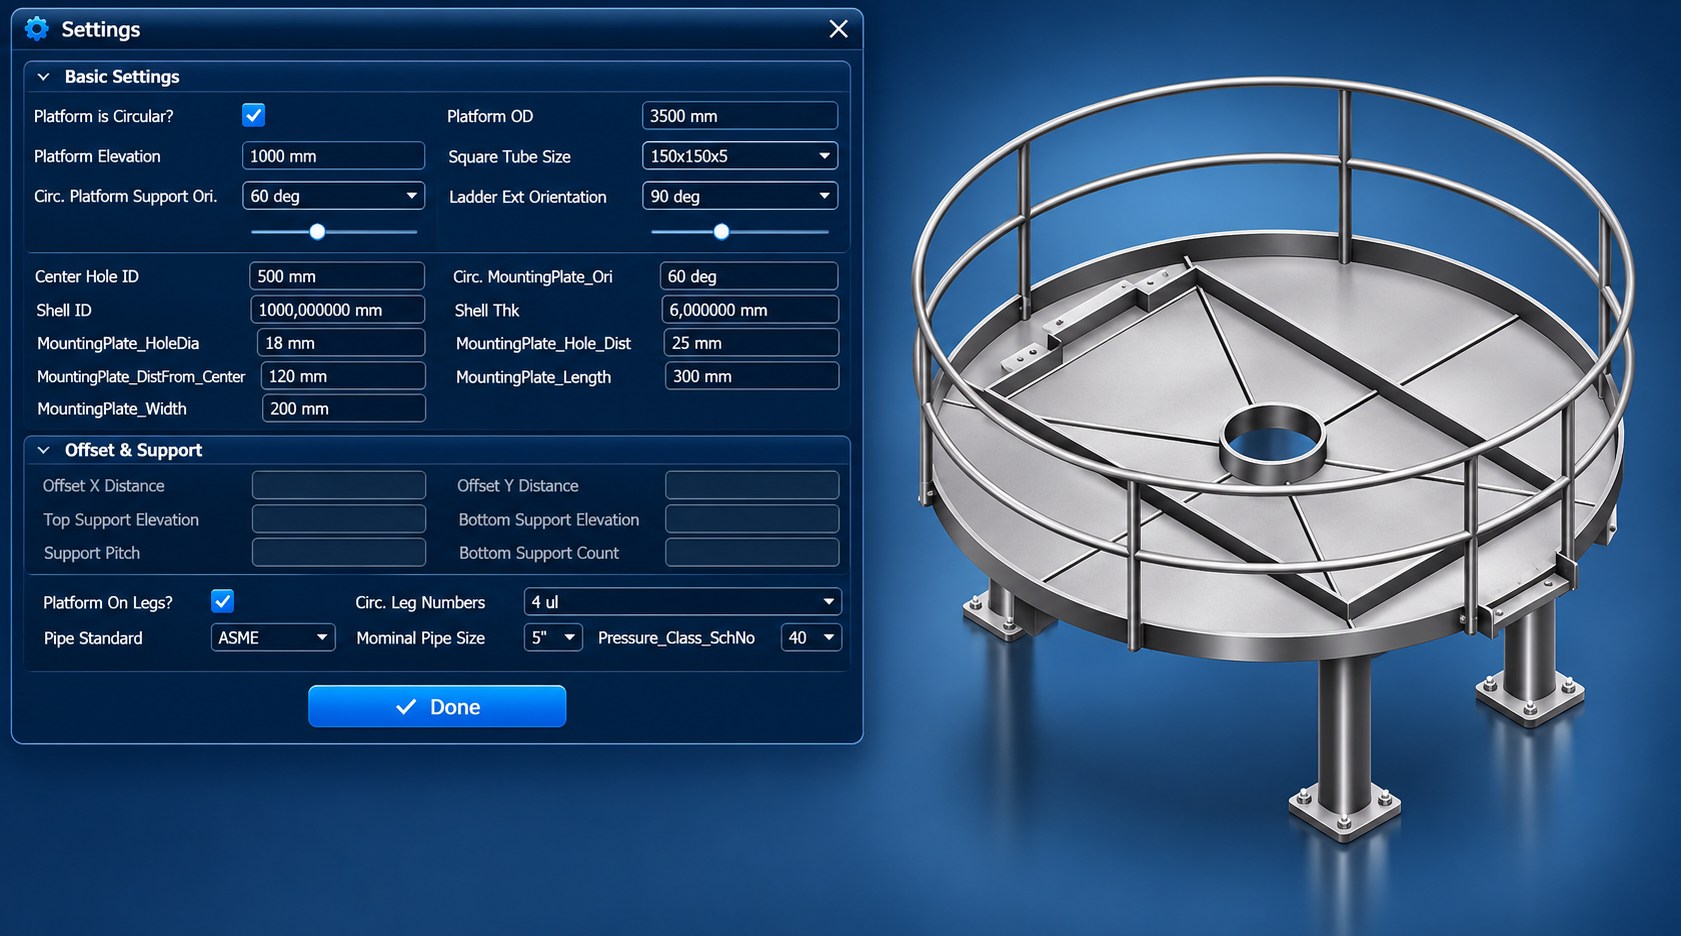 Settings
Basic Settings
Platform is Circular?
Platform OD 3500 mm
Platform Elevation 1000 mm Square Tube Size 150x150x5
Circ. Platform Support Ori. 60 deg Ladder Ext Orientation 90 deg
Center Hole ID 500 mm Circ. MountingPlate_Ori 60 deg
Shell ID 1000,000000 mm Shell Thk 6,000000 mm
MountingPlate_HoleDia 18 mm MountingPlate_Hole_Dist 25 mm
MountingPlate_DistFrom_Center 120 mm MountingPlate_Length 300 mm
MountingPlate_Width 200 mm
Offset & Support
Offset X Distance Offset Y Distance
Top Support Elevation Bottom Support Elevation
Support Pitch Bottom Support Count
Platform On Legs? Circ. Leg Numbers 4 ul
Pipe Standard ASME Mominal Pipe Size 5" Pressure_Class_SchNo 40
Done